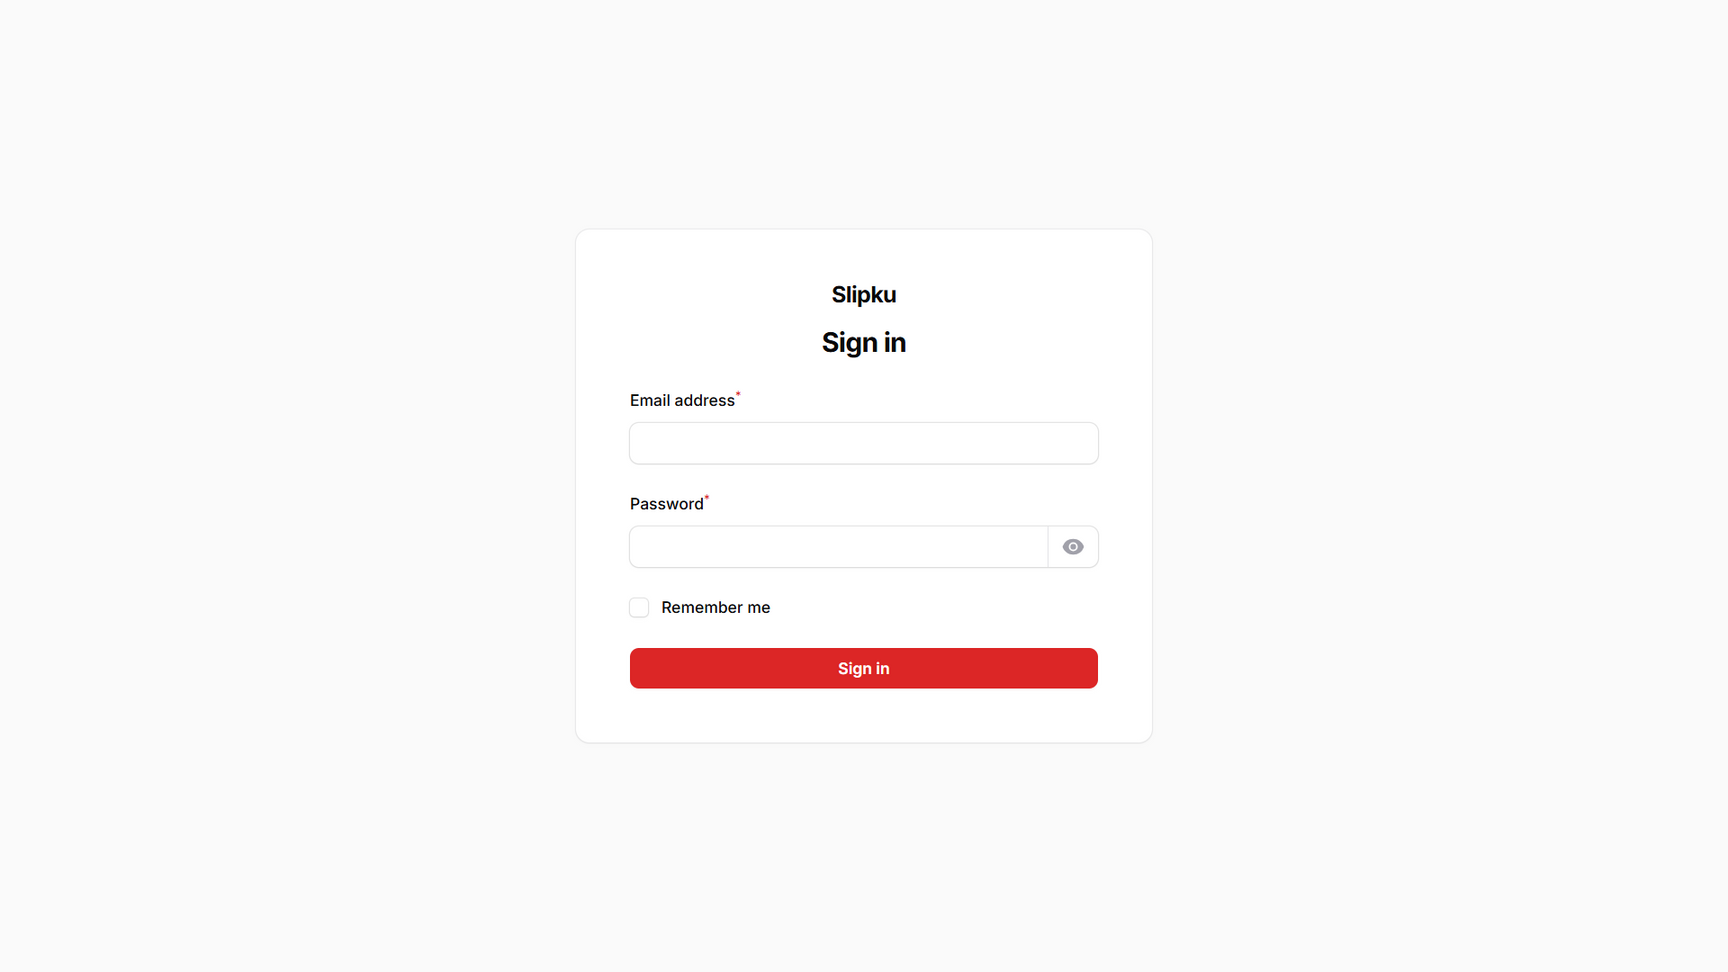 Slipku
Sign in
Email address*
Password*
Remember me
Sign in